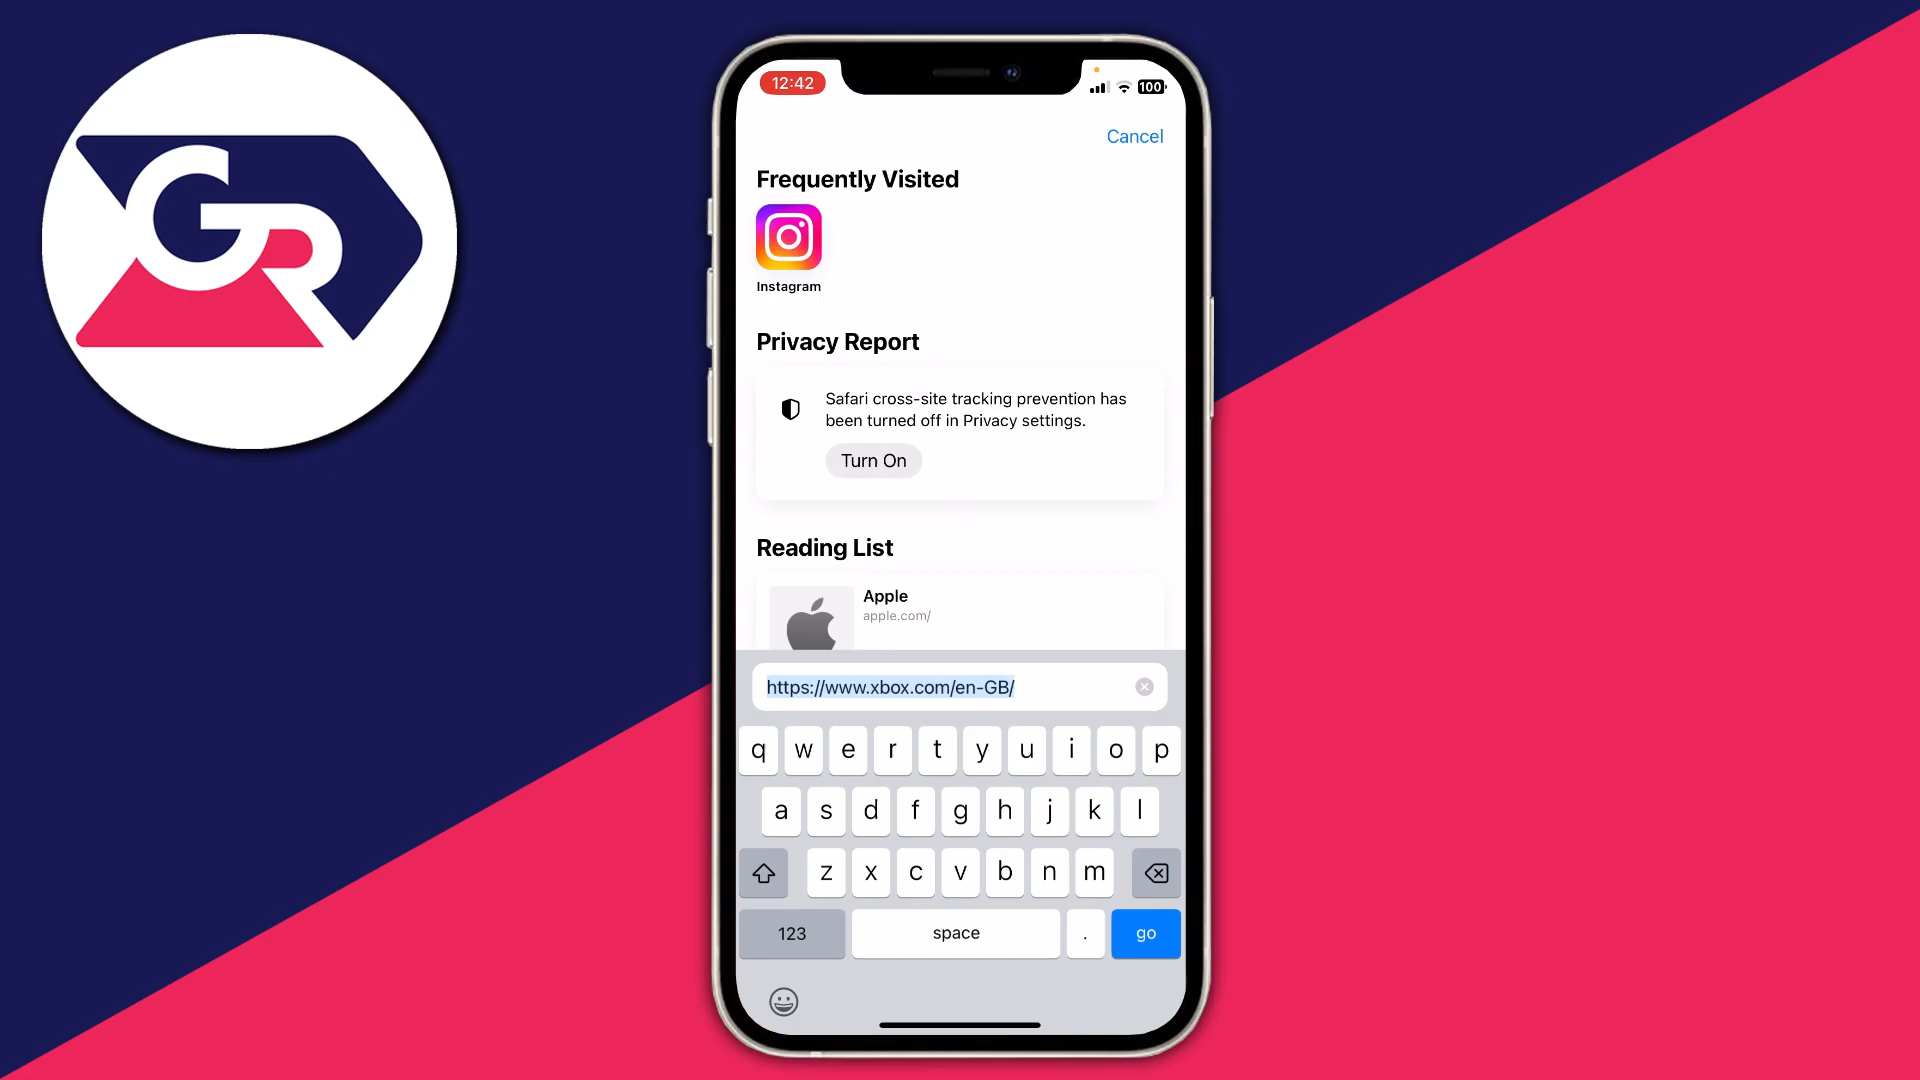 GR
12:42
100
Cancel
Frequently Visited
Instagram
Privacy Report
Safari cross-site tracking prevention has
been turned off in Privacy settings.
Turn On
Reading List
Apple
apple.com/
https://www.xbox.com/en-GB/
q w e r t y u i o p
a s d f g h j k l
z x c v b n m
123 space . go